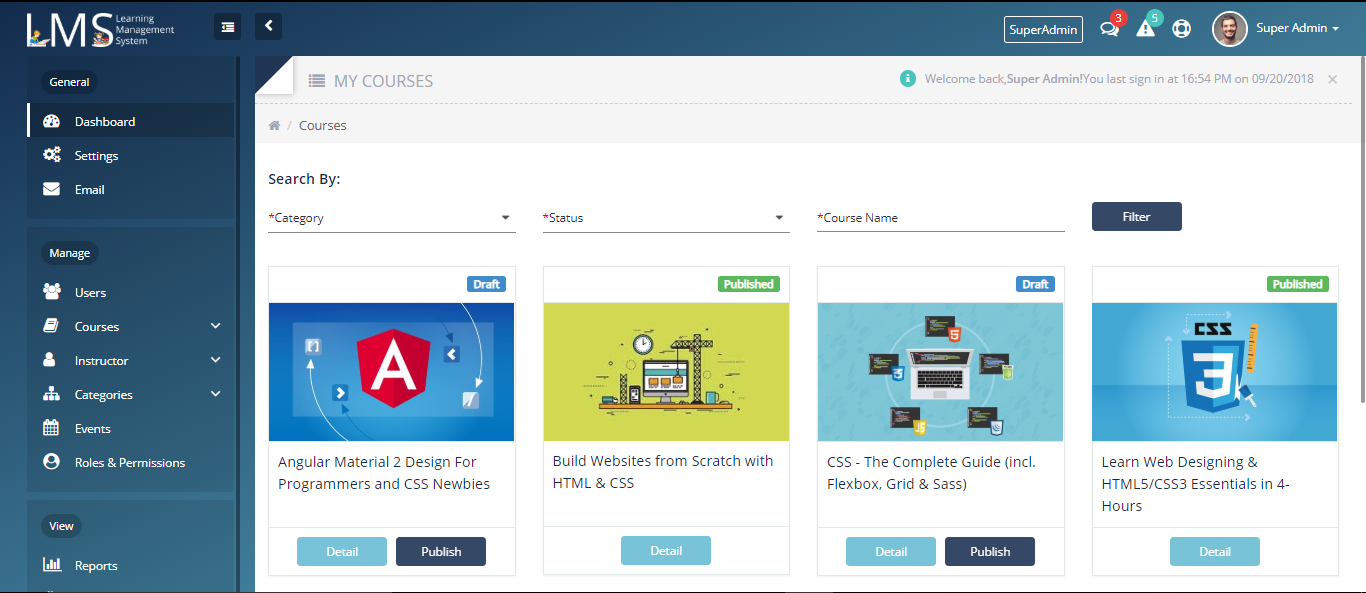 LMS Learning
Management
System
SuperAdmin
3
5
Super Admin
General
Dashboard
Settings
Email
Manage
Users
Courses
Instructor
Categories
Events
Roles & Permissions
View
Reports
MY COURSES
Welcome back,Super Admin!You last sign in at 16:54 PM on 09/20/2018 ×
/ Courses
Search By:
*Category
*Status
*Course Name
Filter
Draft
A
Angular Material 2 Design For
Programmers and CSS Newbies
Detail
Publish
Published
Build Websites from Scratch with
HTML & CSS
Detail
Draft
5
3
JS
CSS - The Complete Guide (incl.
Flexbox, Grid & Sass)
Detail
Publish
Published
CSS
3
Learn Web Designing &
HTML5/CSS3 Essentials in 4-
Hours
Detail